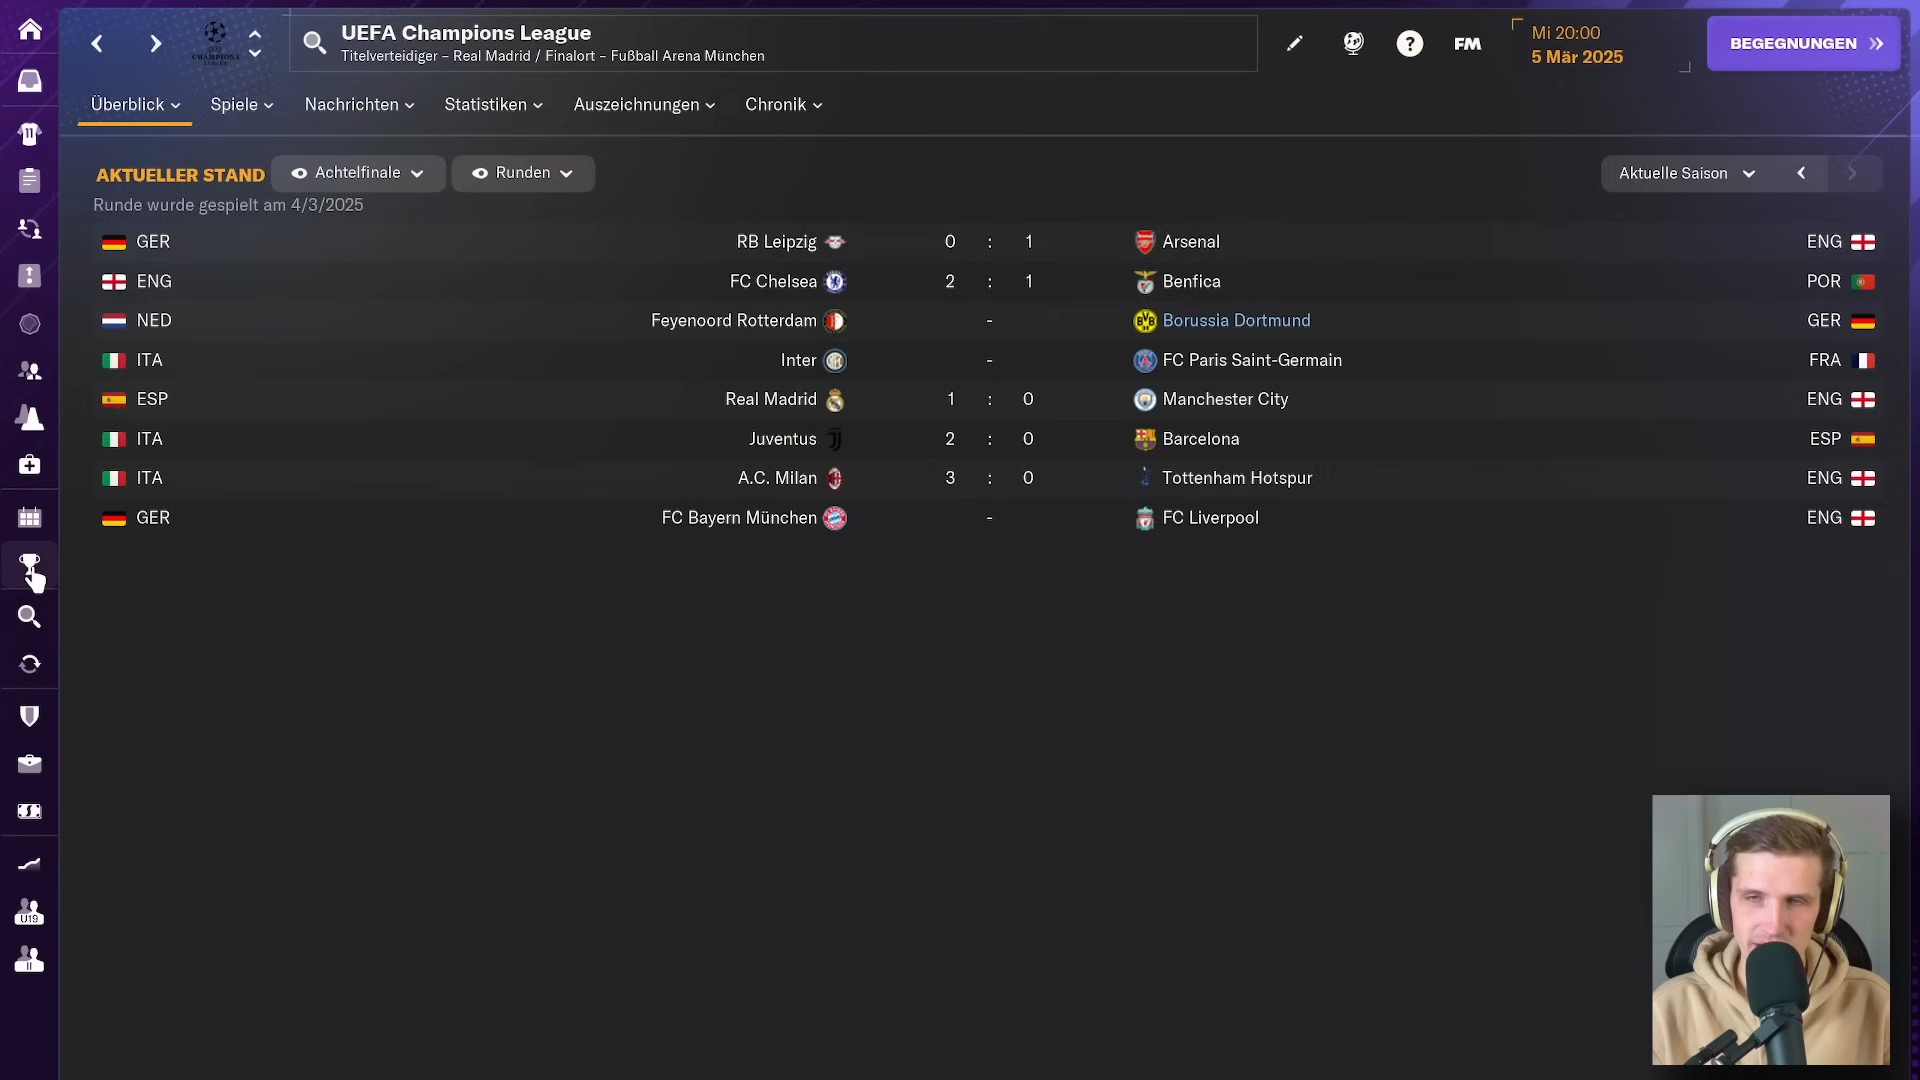 UEFA Champions League
Titelverteidiger – Real Madrid / Finalort – Fußball Arena München
CHAMPIONS
?
FM
Mi 20:00
5 Mär 2025
BEGEGNUNGEN
Überblick
Spiele
Nachrichten
Statistiken
Auszeichnungen
Chronik
AKTUELLER STAND
Achtelfinale
Runden
Aktuelle Saison
Runde wurde gespielt am 4/3/2025
GER RB Leipzig 0 : 1 Arsenal ENG
ENG FC Chelsea 2 : 1 Benfica POR
NED Feyenoord Rotterdam - Borussia Dortmund GER
ITA Inter - FC Paris Saint-Germain FRA
ESP Real Madrid 1 : 0 Manchester City ENG
ITA Juventus 2 : 0 Barcelona ESP
ITA A.C. Milan 3 : 0 Tottenham Hotspur ENG
GER FC Bayern München - FC Liverpool ENG
11
U19
II